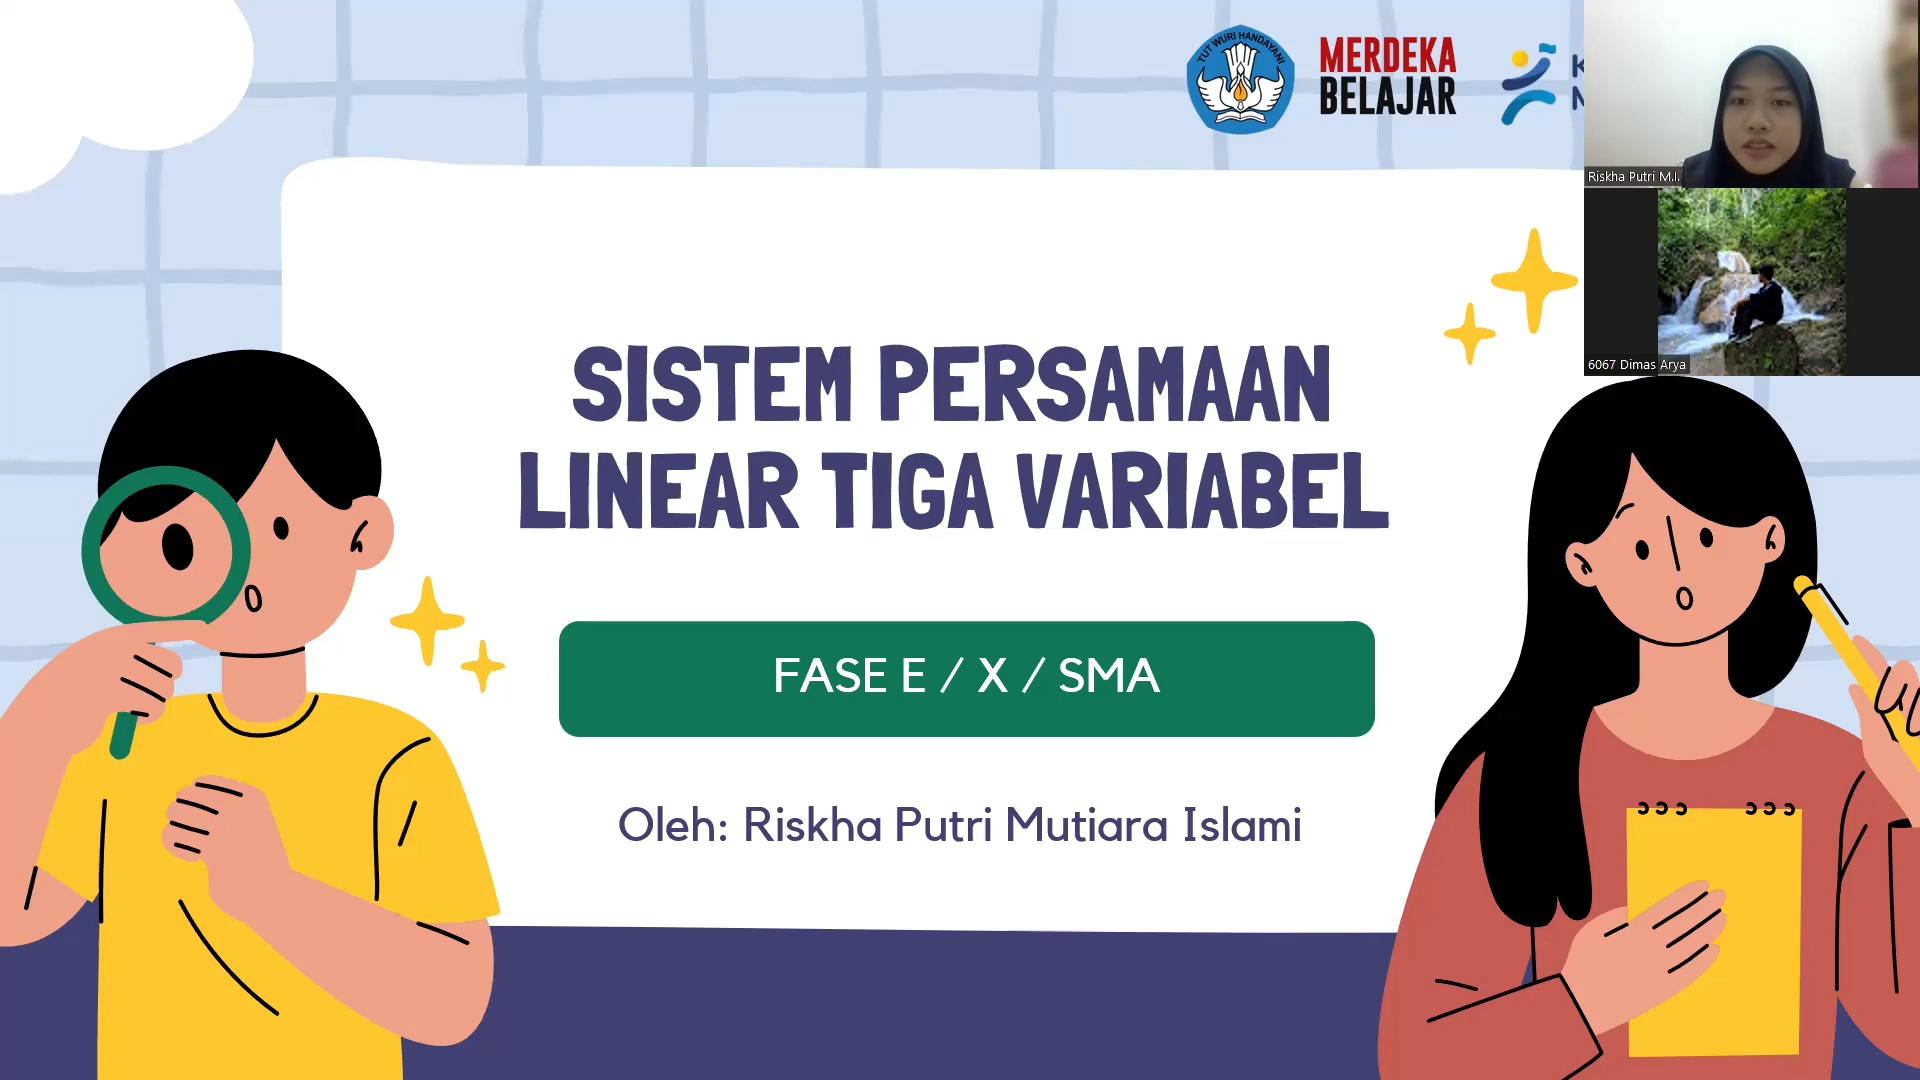 TUT WURI HANDAYANI
MERDEKA
BELAJAR
Riskha Putri M.I.
6067 Dimas Arya
SISTEM PERSAMAAN
LINEAR TIGA VARIABEL
FASE E / X / SMA
Oleh: Riskha Putri Mutiara Islami